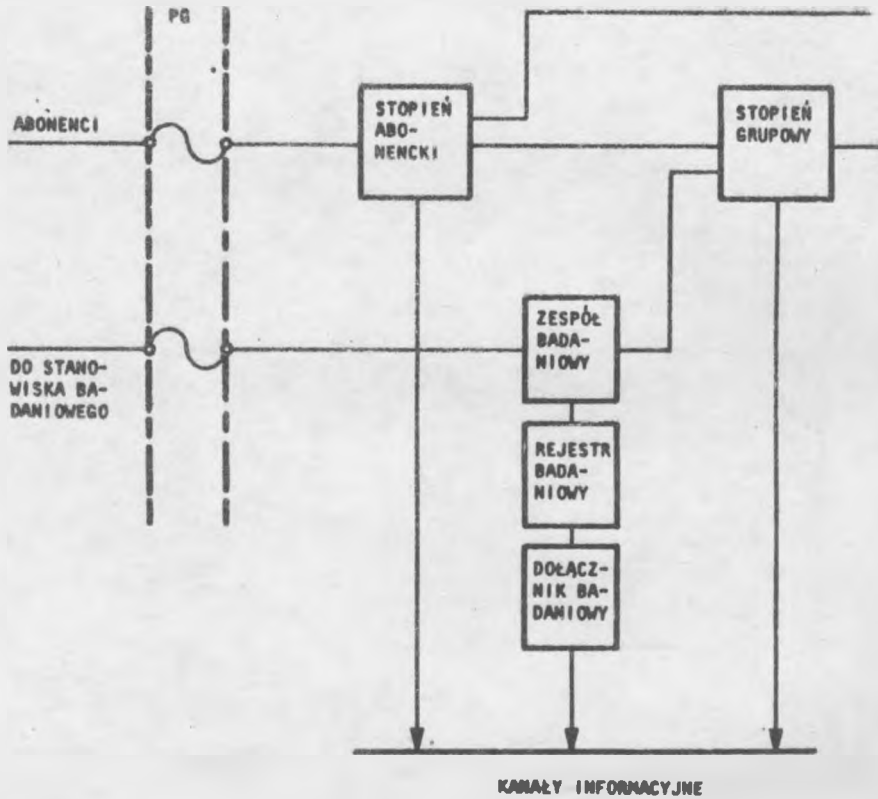 PG
ABONENCI
STOPIEŃ
ABO-
NENCKI
STOPIEŃ
GRUPOWY
DO STANO-
WISKA BA-
DANIOWEGO
ZESPÓŁ
BADA-
NIOWY
REJESTR
BADA-
NIOWY
DOŁĄCZ-
NIK BA-
DANIOWY
KANAŁY INFORMACYJNE